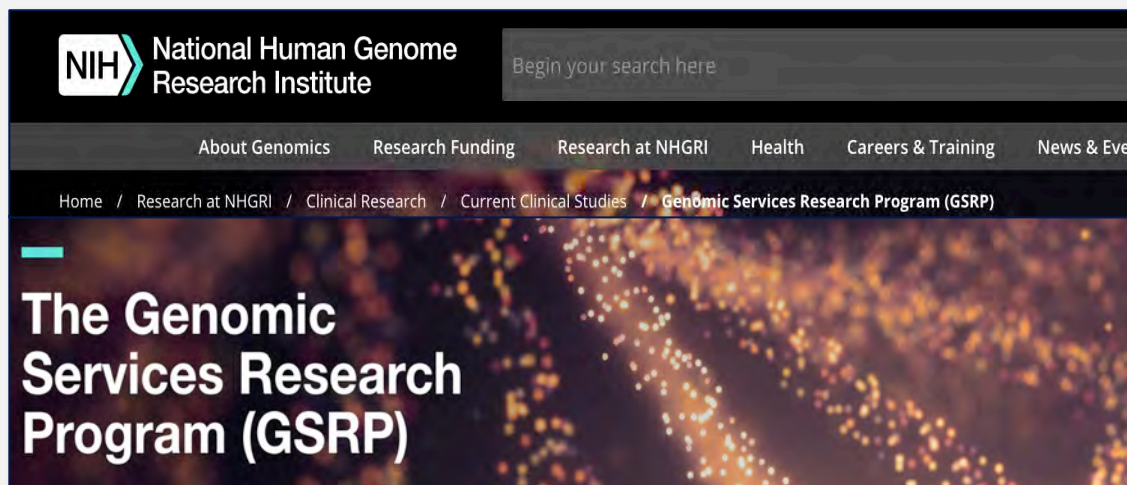 NIH
National Human Genome
Research Institute
Begin your search here
About Genomics Research Funding Research at NHGRI Health Careers & Training News & Eve
Home / Research at NHGRI / Clinical Research / Current Clinical Studies / Genomic Services Research Program (GSRP)
The Genomic
Services Research
Program (GSRP)